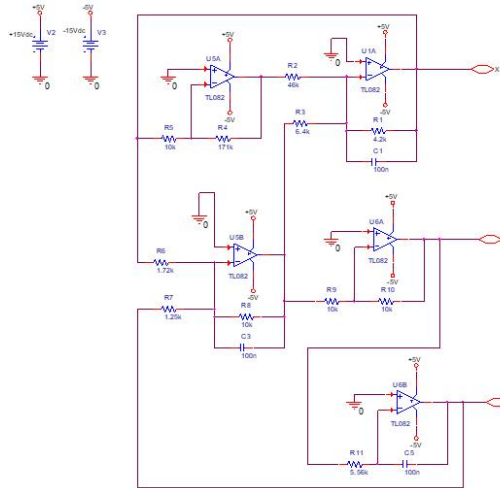 +5V
-5V
+15Vdc
V2
-15Vdc
V3
0
0
+5V
U5A
TL082
-5V
0
R2
46k
+5V
U1A
TL082
-5V
0
X
R5
10k
R4
171k
R3
6.4k
R1
4.2k
C1
100n
+5V
U5B
TL082
-5V
0
R6
1.72k
R7
1.25k
R8
10k
C3
100n
+5V
U6A
TL082
-5V
0
R9
10k
R10
10k
+5V
U6B
TL082
-5V
0
R11
5.56k
C5
100n